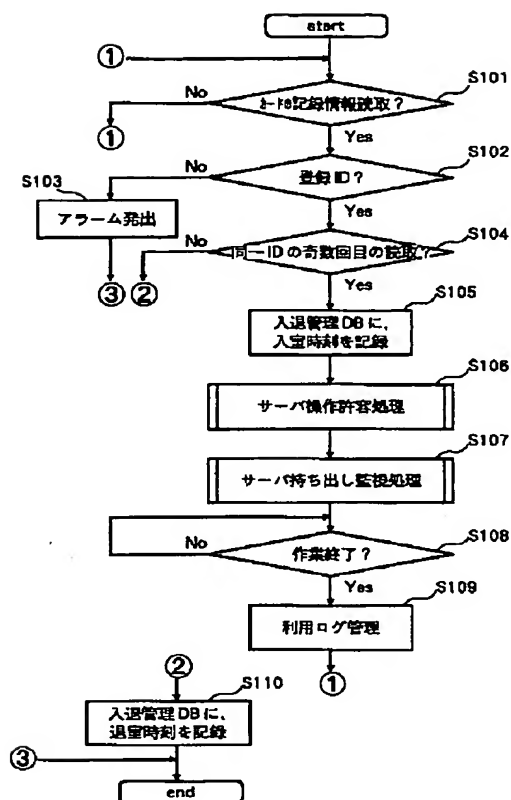 start
①
S101
カードの記録情報読取？
No
Yes
①
S102
登録ID？
No
Yes
S103
アラーム発出
S104
同一IDの奇数回目の読取？
No
Yes
③
②
S105
入退管理DBに、
入室時刻を記録
S106
サーバ操作許容処理
S107
サーバ持ち出し監視処理
S108
作業終了？
No
Yes
S109
利用ログ管理
①
②
S110
入退管理DBに、
退室時刻を記録
③
end